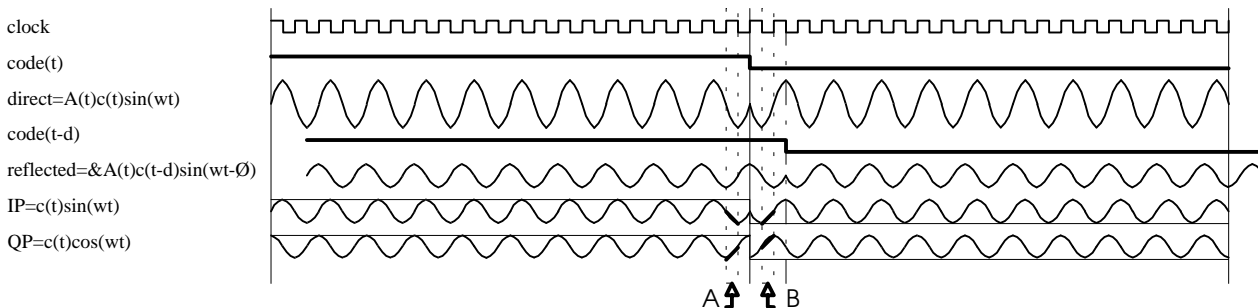 clock
code(t)
direct=A(t)c(t)sin(wt)
code(t-d)
reflected=&A(t)c(t-d)sin(wt-Ø)
IP=c(t)sin(wt)
QP=c(t)cos(wt)
A B